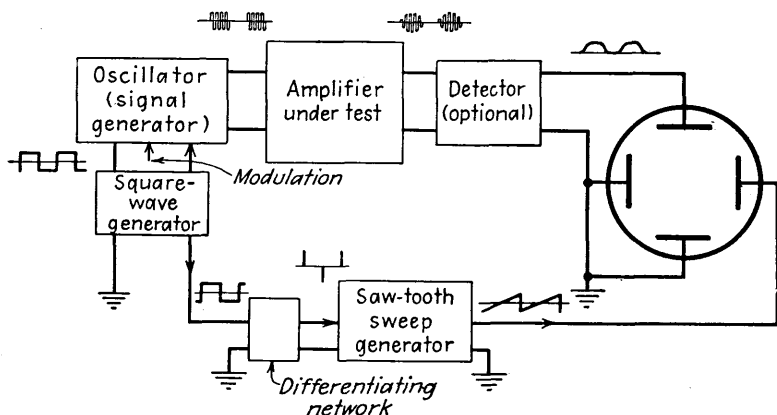 Oscillator
(signal
generator)
Amplifier
under test
Detector
(optional)
Modulation
Square-
wave
generator
Saw-tooth
sweep
generator
Differentiating
network